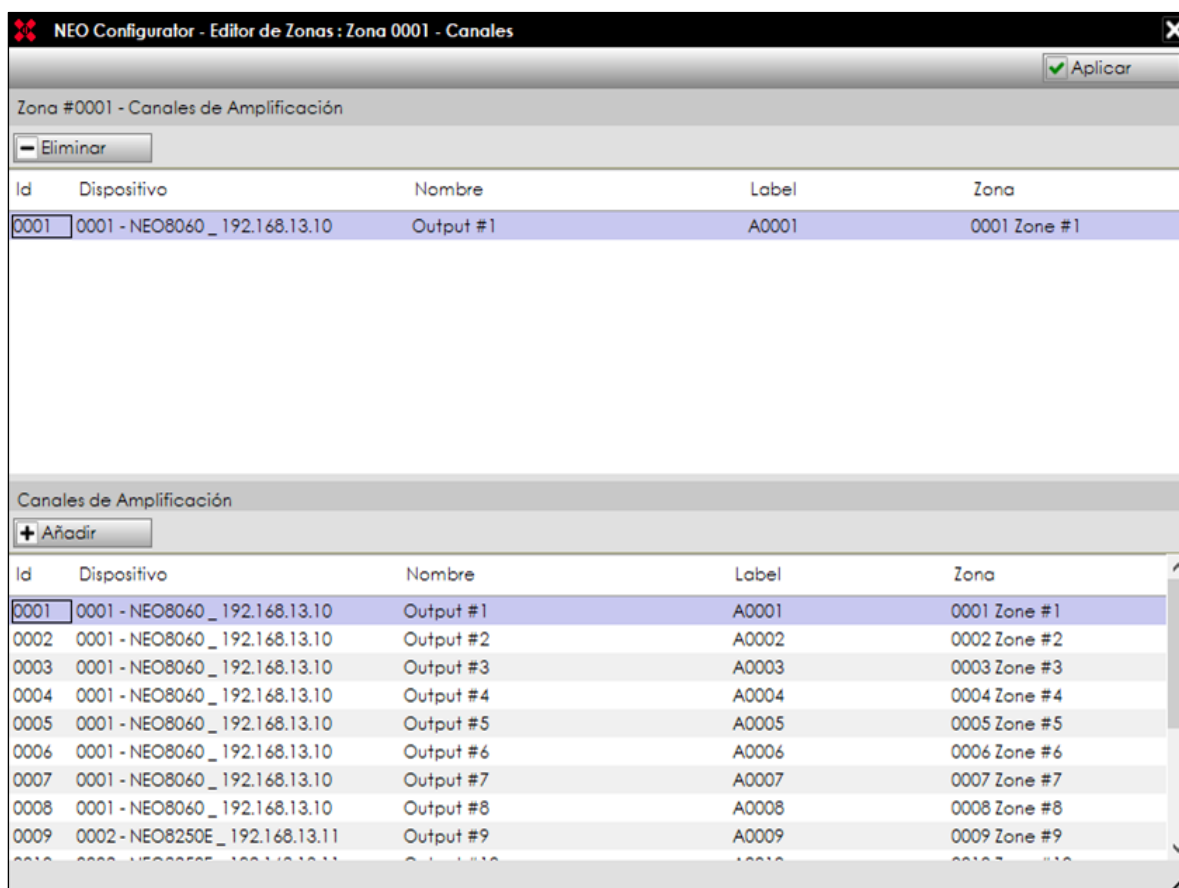 NEO Configurator - Editor de Zonas : Zona 0001 - Canales
Aplicar
Zona #0001 - Canales de Amplificación
Eliminar
Id Dispositivo Nombre Label Zona
0001 0001 - NEO8060 _ 192.168.13.10 Output #1 A0001 0001 Zone #1
Canales de Amplificación
Añadir
Id Dispositivo Nombre Label Zona
0001 0001 - NEO8060 _ 192.168.13.10 Output #1 A0001 0001 Zone #1
0002 0001 - NEO8060 _ 192.168.13.10 Output #2 A0002 0002 Zone #2
0003 0001 - NEO8060 _ 192.168.13.10 Output #3 A0003 0003 Zone #3
0004 0001 - NEO8060 _ 192.168.13.10 Output #4 A0004 0004 Zone #4
0005 0001 - NEO8060 _ 192.168.13.10 Output #5 A0005 0005 Zone #5
0006 0001 - NEO8060 _ 192.168.13.10 Output #6 A0006 0006 Zone #6
0007 0001 - NEO8060 _ 192.168.13.10 Output #7 A0007 0007 Zone #7
0008 0001 - NEO8060 _ 192.168.13.10 Output #8 A0008 0008 Zone #8
0009 0002 - NEO8250E _ 192.168.13.11 Output #9 A0009 0009 Zone #9